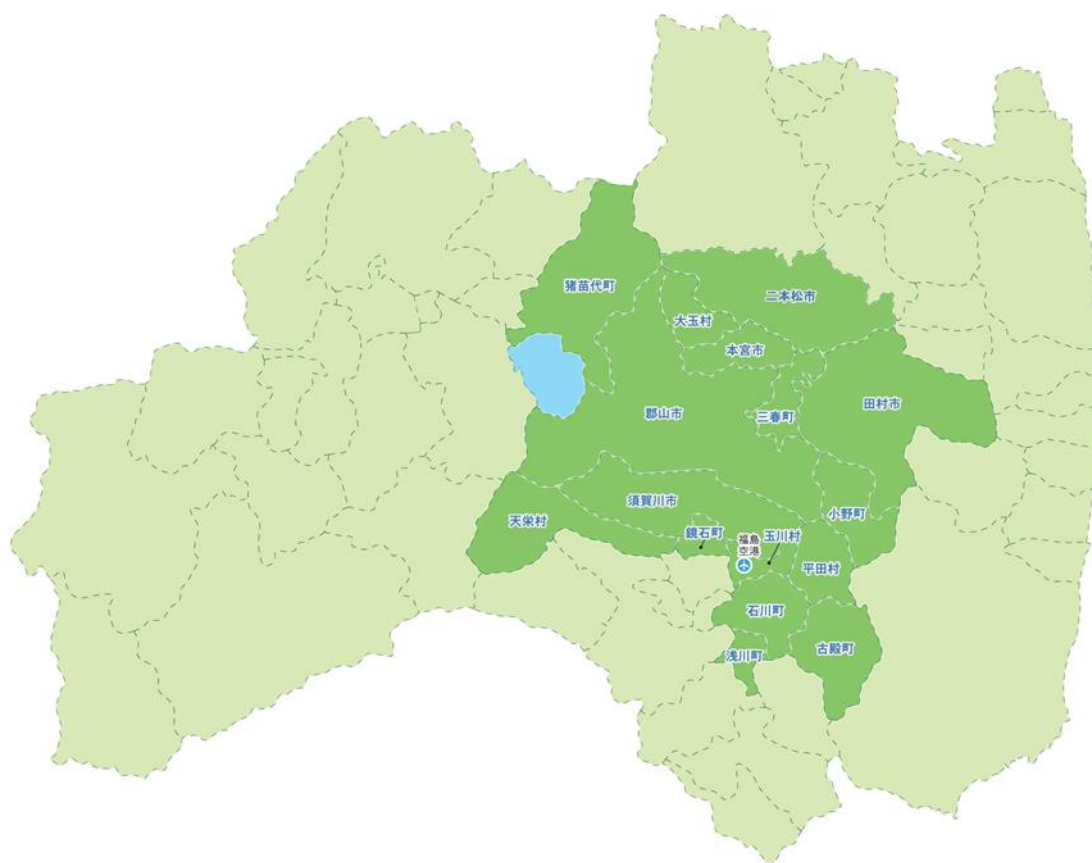 猪苗代町
二本松市
大玉村
本宮市
郡山市
三春町
田村市
須賀川市
小野町
天栄村
鏡石町
福島
空港
玉川村
平田村
石川町
浅川町
古殿町